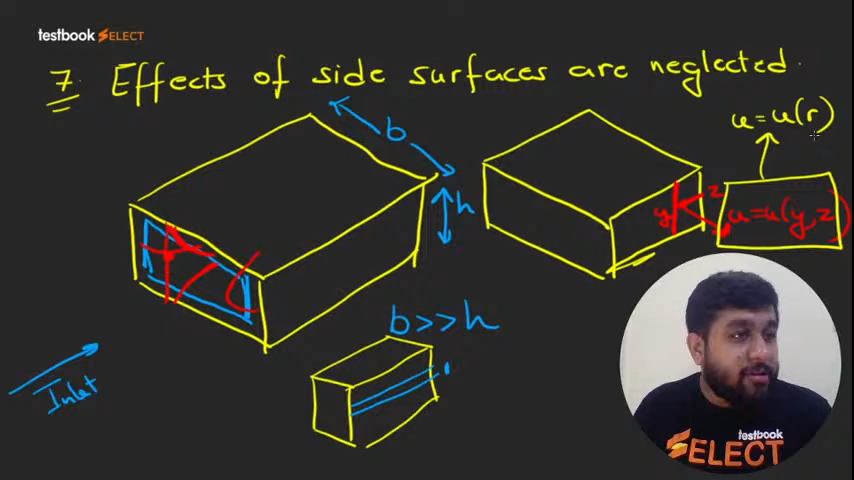 testbook SELECT
7. Effects of side surfaces are neglected.
u = u(r)
b
h
y
z
u = u(y,z)
b>>h
Inlet
testbook
SELECT